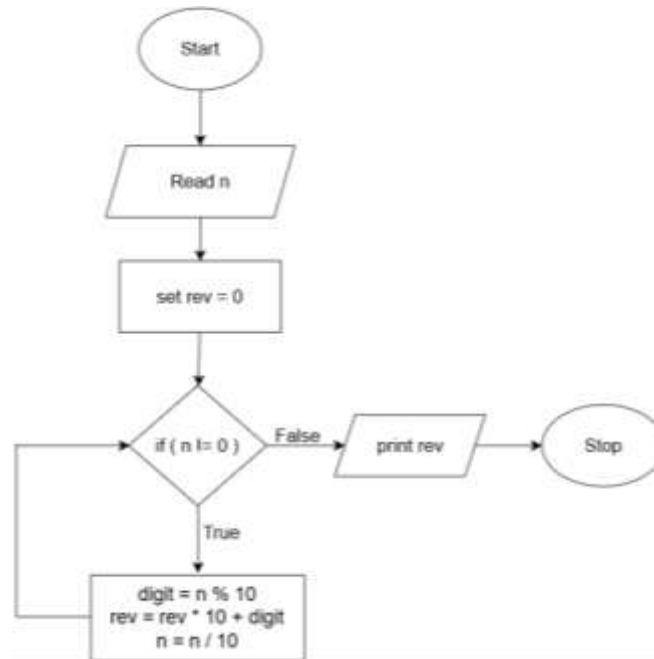 Start
Read n
set rev = 0
if ( n != 0 )
False
print rev
Stop
True
digit = n % 10
rev = rev * 10 + digit
n = n / 10